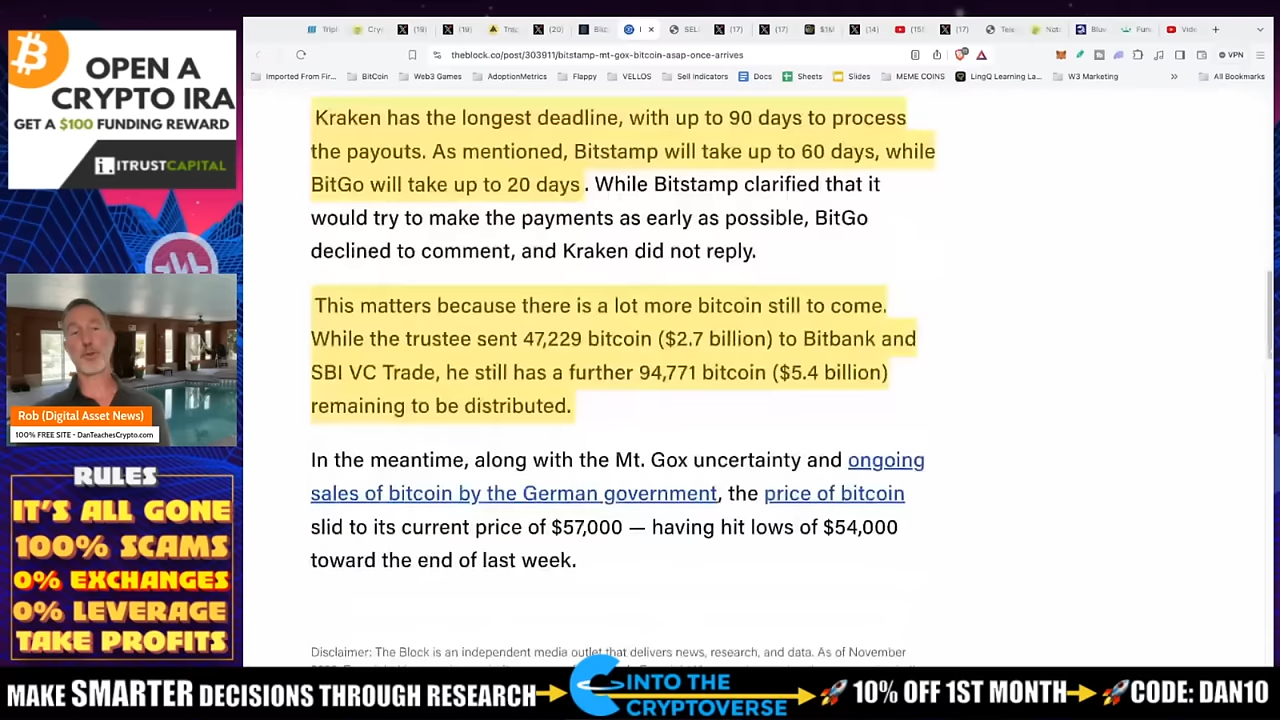 OPEN A
CRYPTO IRA
GET A $100 FUNDING REWARD
i. ITRUSTCAPITAL
Rob (Digital Asset News)
100% FREE SITE - DanTeachesCrypto.com
RULES
IT'S ALL GONE
100% SCAMS
0% EXCHANGES
0% LEVERAGE
TAKE PROFITS
(19)
(19)
(20)
SEL
(17)
(17)
$1M
(14)
(15)
(17)
theblock.co/post/303911/bitstamp-mt-gox-bitcoin-asap-once-arrives
VPN
Imported From Fir... BitCoin Web3 Games AdoptionMetrics Flappy VELLOS Sell Indicators Docs Sheets Slides MEME COINS LingQ Learning La... W3 Marketing » All Bookmarks
Kraken has the longest deadline, with up to 90 days to process
the payouts. As mentioned, Bitstamp will take up to 60 days, while
BitGo will take up to 20 days. While Bitstamp clarified that it
would try to make the payments as early as possible, BitGo
declined to comment, and Kraken did not reply.
This matters because there is a lot more bitcoin still to come.
While the trustee sent 47,229 bitcoin ($2.7 billion) to Bitbank and
SBI VC Trade, he still has a further 94,771 bitcoin ($5.4 billion)
remaining to be distributed.
In the meantime, along with the Mt. Gox uncertainty and ongoing
sales of bitcoin by the German government, the price of bitcoin
slid to its current price of $57,000 — having hit lows of $54,000
toward the end of last week.
Disclaimer: The Block is an independent media outlet that delivers news, research, and data. As of November
MAKE SMARTER DECISIONS THROUGH RESEARCH
INTO THE
CRYPTOVERSE
10% OFF 1ST MONTH
CODE: DAN10